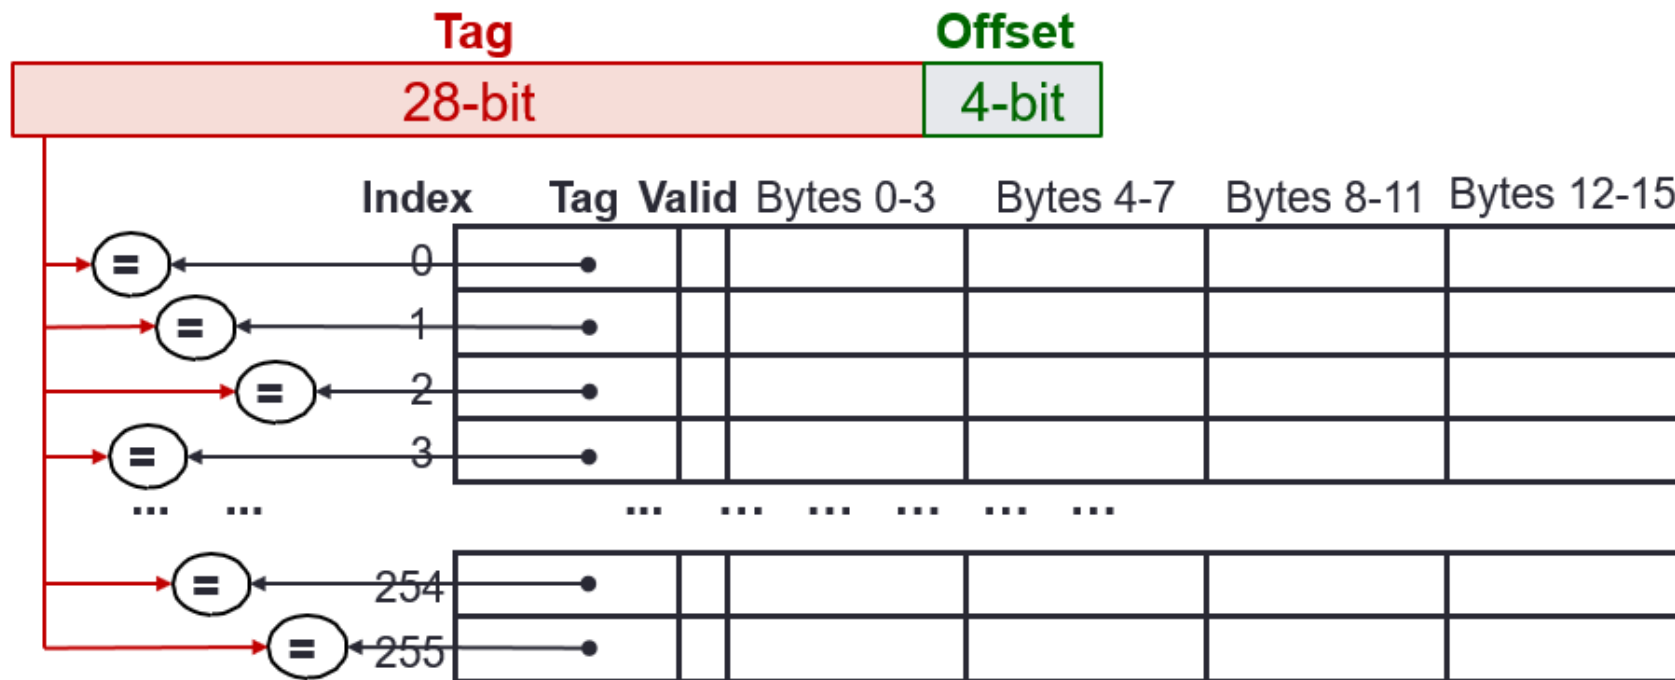 Tag Offset
28-bit 4-bit
Index Tag Valid Bytes 0-3 Bytes 4-7 Bytes 8-11 Bytes 12-15
= 0
= 1
= 2
= 3
... ... ... ... ... ... ... ...
= 254
= 255